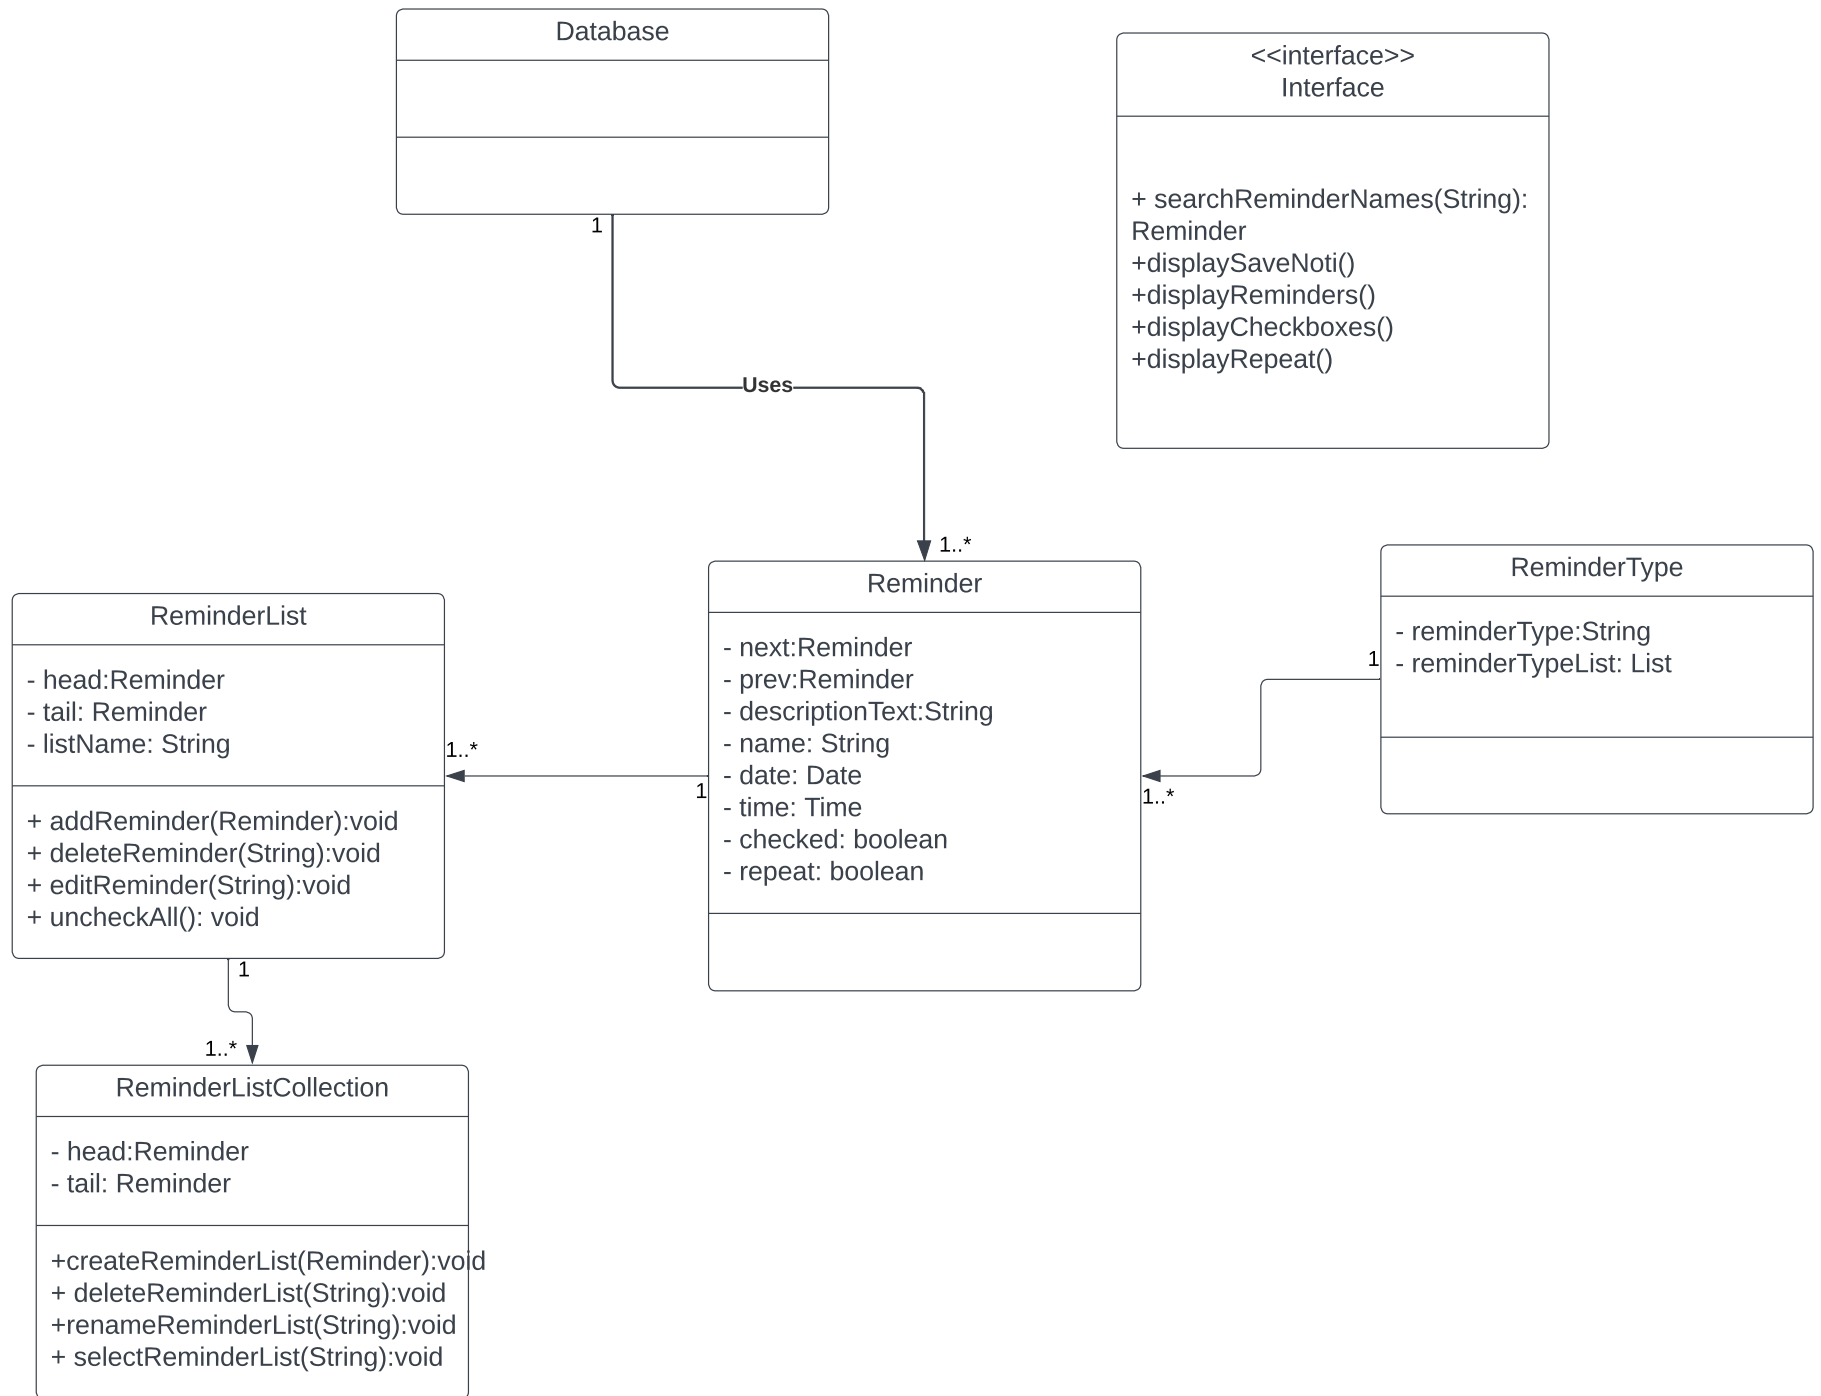 Database
<<interface>>
Interface
+ searchReminderNames(String):
Reminder
+displaySaveNoti()
+displayReminders()
+displayCheckboxes()
+displayRepeat()
1
Uses
1..*
ReminderType
- reminderType:String
- reminderTypeList: List
1
1..*
Reminder
- next:Reminder
- prev:Reminder
- descriptionText:String
- name: String
- date: Date
- time: Time
- checked: boolean
- repeat: boolean
1
1..*
ReminderList
- head:Reminder
- tail: Reminder
- listName: String
+ addReminder(Reminder):void
+ deleteReminder(String):void
+ editReminder(String):void
+ uncheckAll(): void
1
1..*
ReminderListCollection
- head:Reminder
- tail: Reminder
+createReminderList(Reminder):void
+ deleteReminderList(String):void
+renameReminderList(String):void
+ selectReminderList(String):void